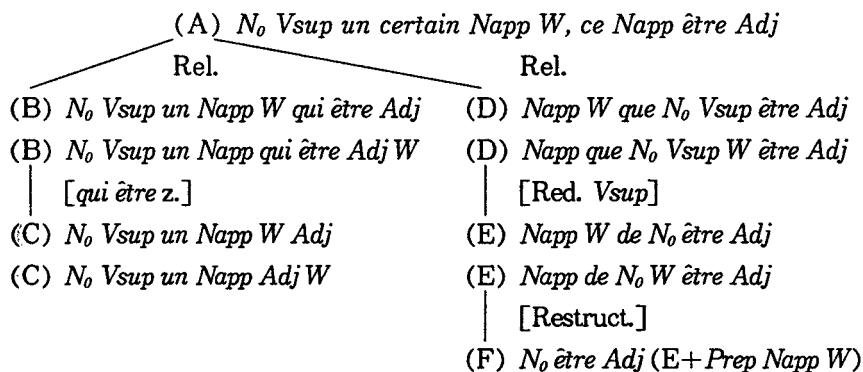 (A) N₀ Vsup un certain Napp W, ce Napp être Adj
Rel. Rel.
(B) N₀ Vsup un Napp W qui être Adj
(B) N₀ Vsup un Napp qui être Adj W
[qui être z.]
(C) N₀ Vsup un Napp W Adj
(C) N₀ Vsup un Napp Adj W
(D) Napp W que N₀ Vsup être Adj
(D) Napp que N₀ Vsup W être Adj
[Red. Vsup]
(E) Napp W de N₀ être Adj
(E) Napp de N₀ W être Adj
[Restruct.]
(F) N₀ être Adj (E+Prep Napp W)